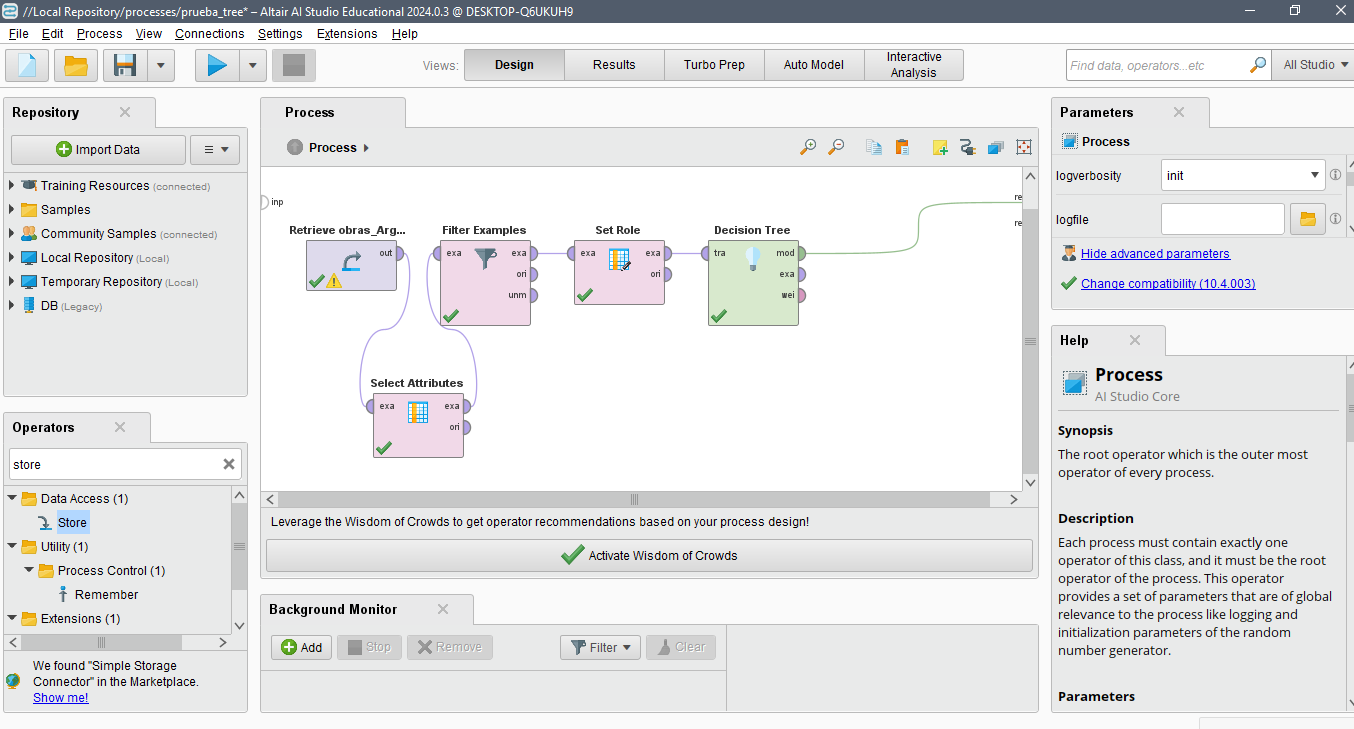 //Local Repository/processes/prueba_tree* – Altair AI Studio Educational 2024.0.3 @ DESKTOP-Q6UKUH9
File Edit Process View Connections Settings Extensions Help
Views: Design Results Turbo Prep Auto Model Interactive Analysis
Find data, operators...etc
All Studio
Repository
Import Data
Training Resources (connected)
Samples
Community Samples (connected)
Local Repository (Local)
Temporary Repository (Local)
DB (Legacy)
Operators
store
Data Access (1)
Store
Utility (1)
Process Control (1)
Remember
Extensions (1)
We found "Simple Storage
Connector" in the Marketplace.
Show me!
Process
Process
inp
re
re
Retrieve obras_Arg...
out
Filter Examples
exa exa
ori
unm
Set Role
exa exa
ori
Decision Tree
tra mod
exa
wei
Select Attributes
exa exa
ori
Leverage the Wisdom of Crowds to get operator recommendations based on your process design!
Activate Wisdom of Crowds
Background Monitor
Add Stop Remove Filter Clear
Parameters
Process
logverbosity init
logfile
Hide advanced parameters
Change compatibility (10.4.003)
Help
Process
AI Studio Core
Synopsis
The root operator which is the outer most
operator of every process.
Description
Each process must contain exactly one
operator of this class, and it must be the root
operator of the process. This operator
provides a set of parameters that are of global
relevance to the process like logging and
initialization parameters of the random
number generator.
Parameters